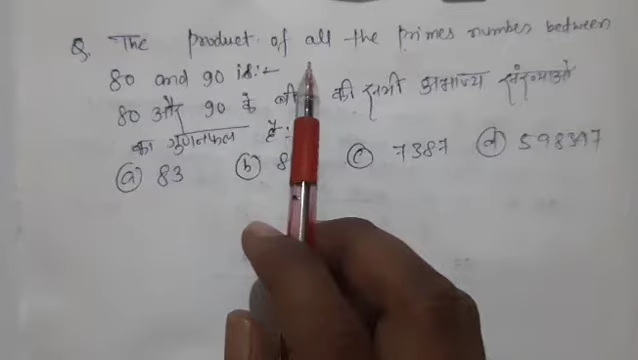 Q. The product of all the primes number between
80 and 90 is:-
80 और 90 के की सभी अभाज्य संख्याओ
का गुणनफल है:
(a) 83 (b) 8 (c) 7387 (d) 598347